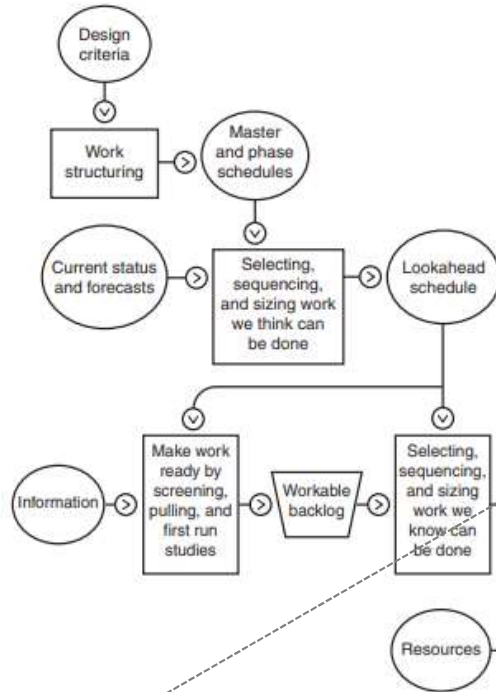 Design
criteria
Work
structuring
Master
and phase
schedules
Current status
and forecasts
Selecting,
sequencing,
and sizing work
we think can
be done
Lookahead
schedule
Information
Make work
ready by
screening,
pulling, and
first run
studies
Workable
backlog
Selecting,
sequencing,
and sizing
work we
know can
be done
Resources